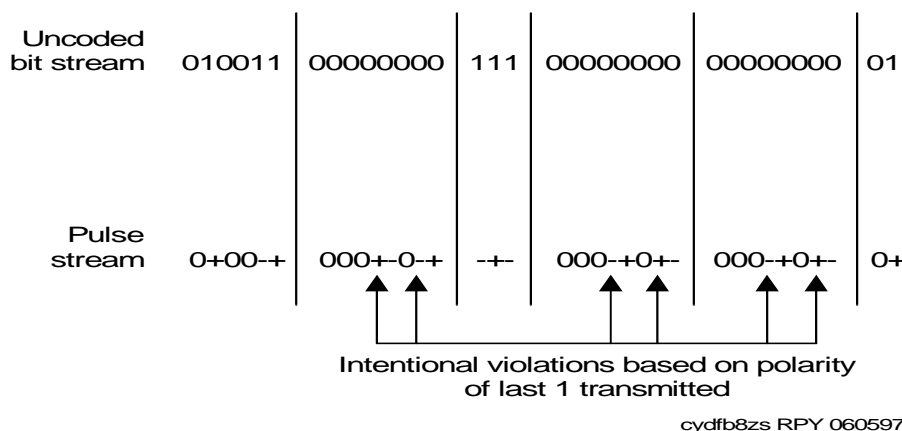 Uncoded
bit stream 010011 00000000 111 00000000 00000000 01
Pulse
stream 0+00-+ 000+-0-+ -+- 000-+0+- 000-+0+- 0+
Intentional violations based on polarity
of last 1 transmitted
cydfb8zs RPY 060597